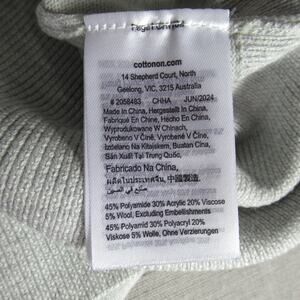 cottonon.com
14 Shepherd Court, North
Geelong, VIC, 3215 Australia
# 2058483 CHHA JUN/2024
Made In China, Hergestellt In China,
Fabriqué En Chine, Hecho En China,
Wyprodukowane W Chinach,
Vyrobeno V Číně, Vyrobené V Číne,
Izdelano Na Kitajskem, Buatan Cina,
Sản Xuất Tại Trung Quốc,
Fabricado Na China,
ผลิตในประเทศจีน, 中國製造,
صنع في الصين
45% Polyamide 30% Acrylic 20% Viscose
5% Wool, Excluding Embellishments
45% Polyamid 30% Polyacryl 20%
Viskose 5% Wolle, Ohne Verzierungen